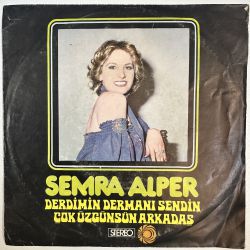 SEMRA ALPER
DERDİMİN DERMANI SENDİN
ÇOK ÜZGÜNSÜN ARKADAŞ
STEREO